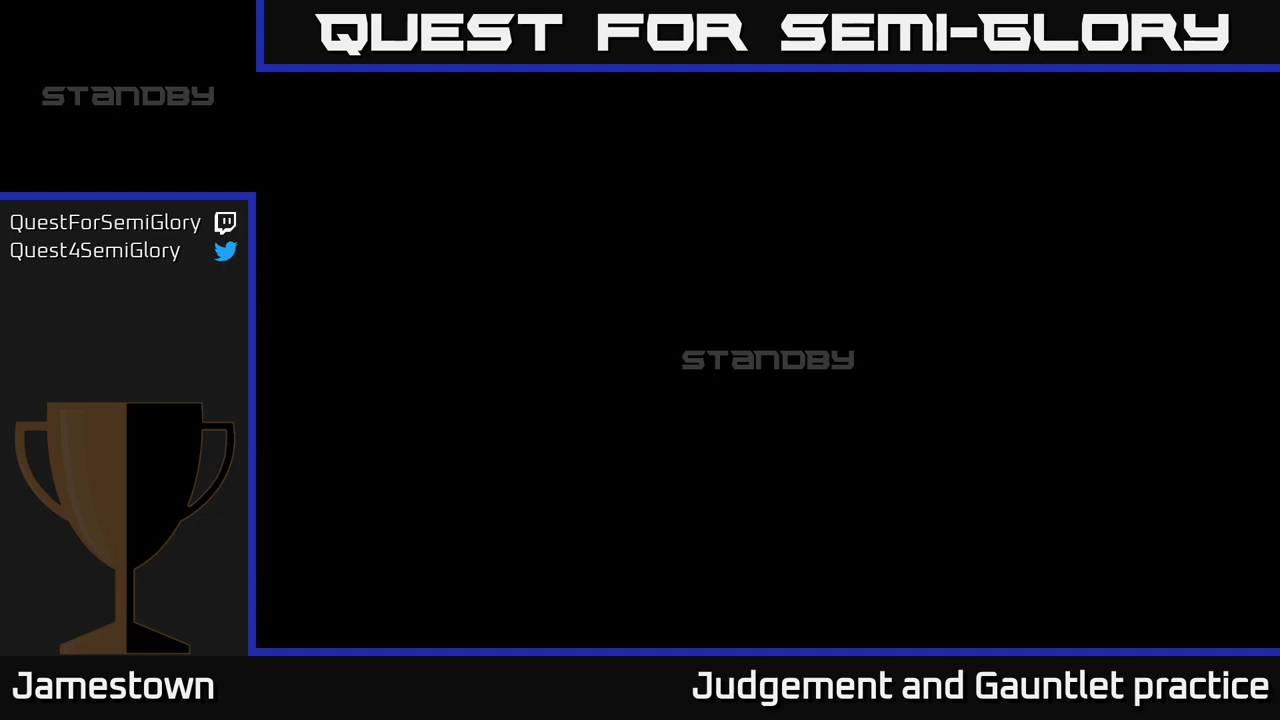 QUEST FOR SEMI-GLORY
STANDBY
QuestForSemiGlory
Quest4SemiGlory
STANDBY
Jamestown
Judgement and Gauntlet practice